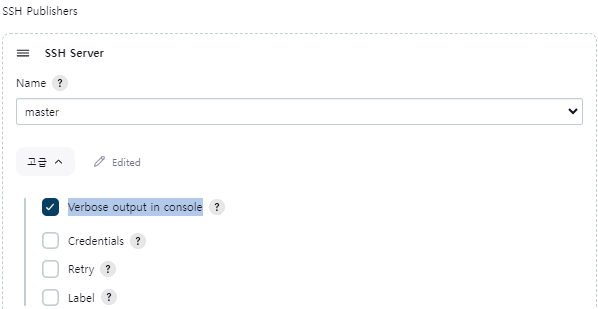 SSH Publishers
SSH Server
Name ?
master
고급 Edited
Verbose output in console ?
Credentials ?
Retry ?
Label ?